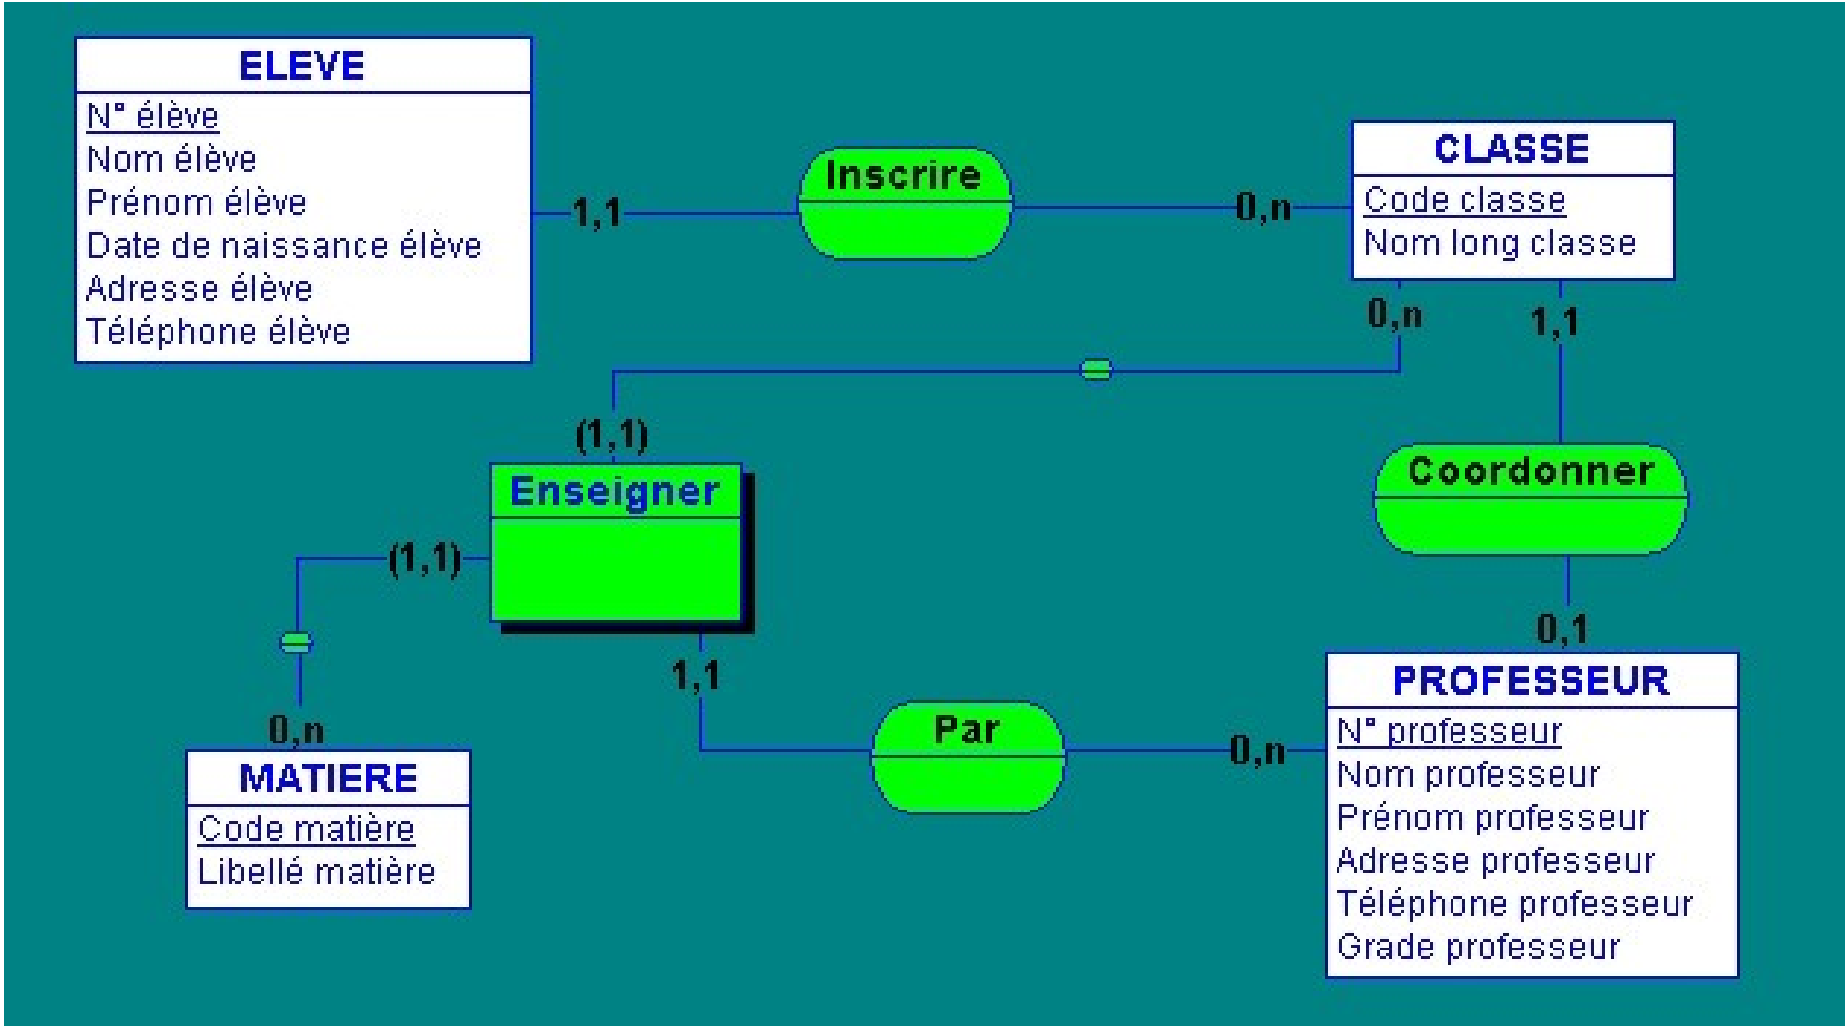 ELEVE
N° élève
Nom élève
Prénom élève
Date de naissance élève
Adresse élève
Téléphone élève
1,1
Inscrire
0,n
CLASSE
Code classe
Nom long classe
0,n
1,1
(1,1)
Enseigner
(1,1)
Coordonner
0,1
1,1
0,n
MATIERE
Code matière
Libellé matière
Par
0,n
PROFESSEUR
N° professeur
Nom professeur
Prénom professeur
Adresse professeur
Téléphone professeur
Grade professeur